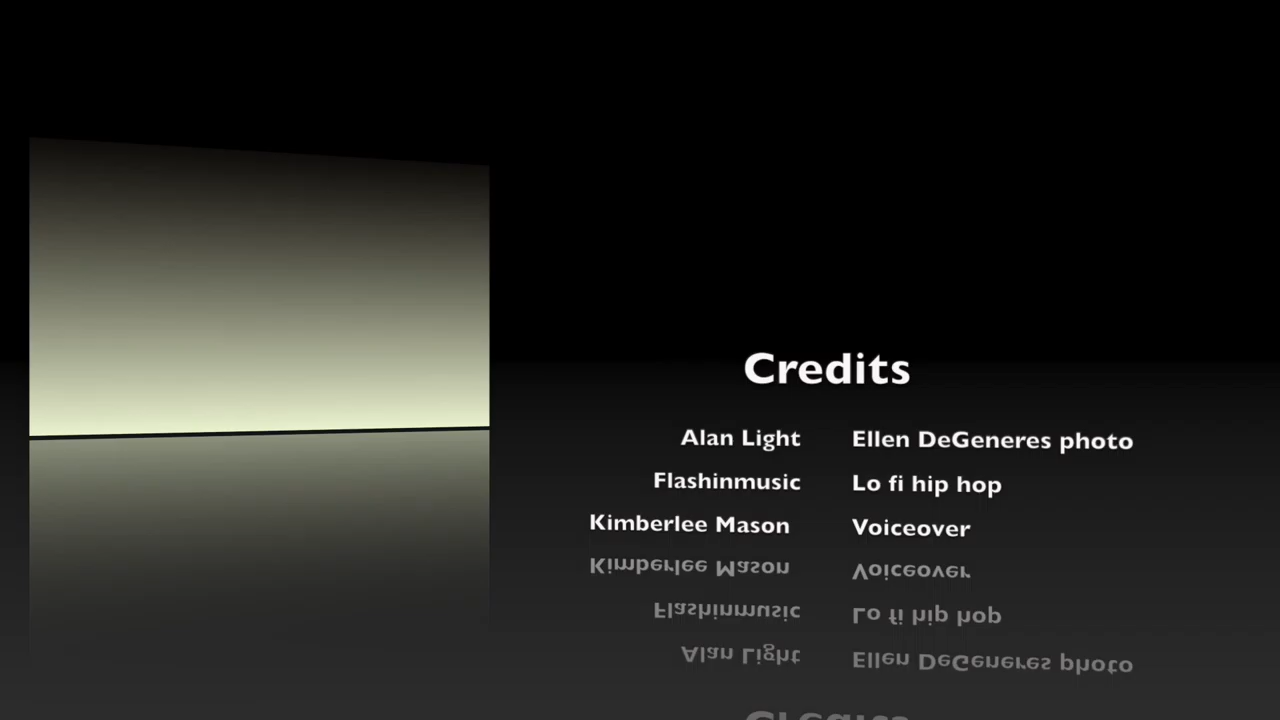 Credits
Alan Light Ellen DeGeneres photo
Flashinmusic Lo fi hip hop
Kimberlee Mason Voiceover